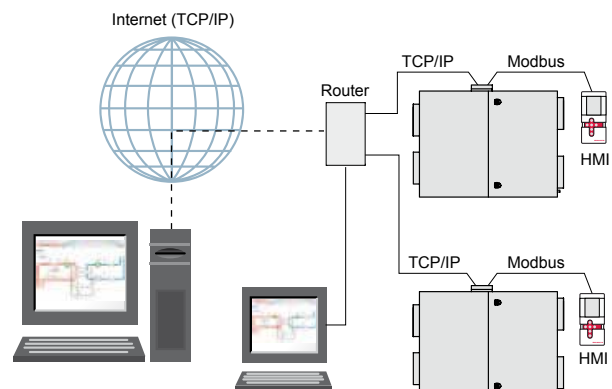 Internet (TCP/IP)
TCP/IP
Modbus
Router
HMI
TCP/IP
Modbus
HMI